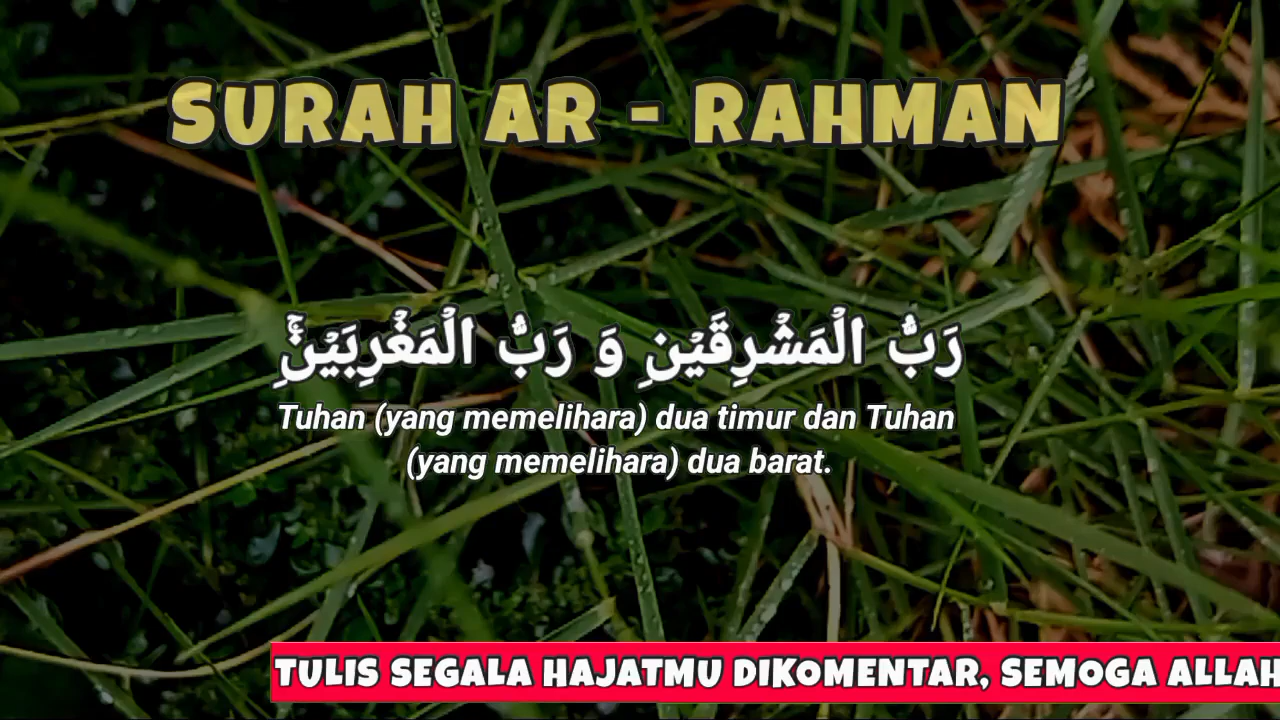 SURAH AR - RAHMAN
رَبُّ الْمَشْرِقَيْنِ وَ رَبُّ الْمَغْرِبَيْنِۚ
Tuhan (yang memelihara) dua timur dan Tuhan
(yang memelihara) dua barat.
TULIS SEGALA HAJATMU DIKOMENTAR, SEMOGA ALLAH